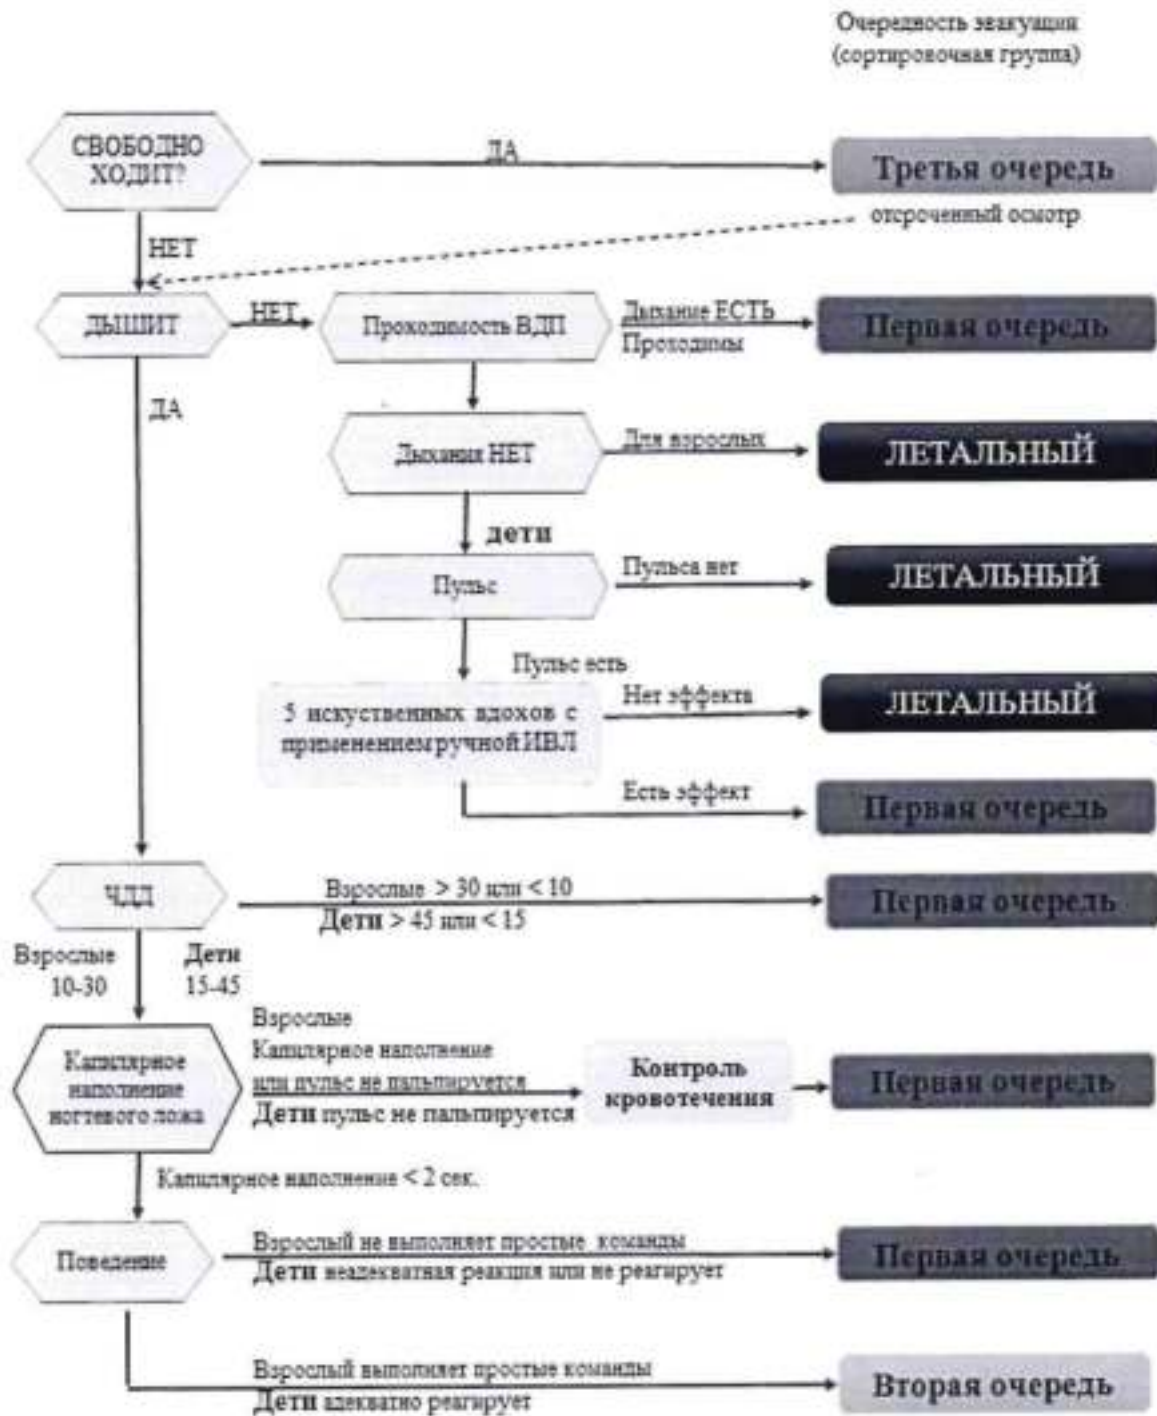 Очередность эвакуации
(сортировочная группа)
СВОБОДНО
ХОДИТ?
ДА
Третья очередь
отсроченный осмотр
НЕТ
ДЫШИТ
НЕТ
Проходимость ВДП
Дыхание ЕСТЬ
Проходимы
Первая очередь
ДА
Дыхания НЕТ
Для взрослых
ЛЕТАЛЬНЫЙ
дети
Пульс
Пульса нет
ЛЕТАЛЬНЫЙ
Пульс есть
5 искуственных вдохов с
применением ручной ИВЛ
Нет эффекта
ЛЕТАЛЬНЫЙ
Есть эффект
Первая очередь
ЧДД
Взрослые > 30 или < 10
Дети > 45 или < 15
Первая очередь
Взрослые
10-30
Дети
15-45
Капилярное
наполнение
ногтевого ложа
Взрослые
Капилярное наполнение
или пульс не пальпируется
Дети пульс не пальпируется
Контроль
кровотечения
Первая очередь
Капилярное наполнение < 2 сек.
Поведение
Взрослый не выполняет простые команды
Дети неадекватная реакция или не реагирует
Первая очередь
Взрослый выполняет простые команды
Дети адекватно реагирует
Вторая очередь